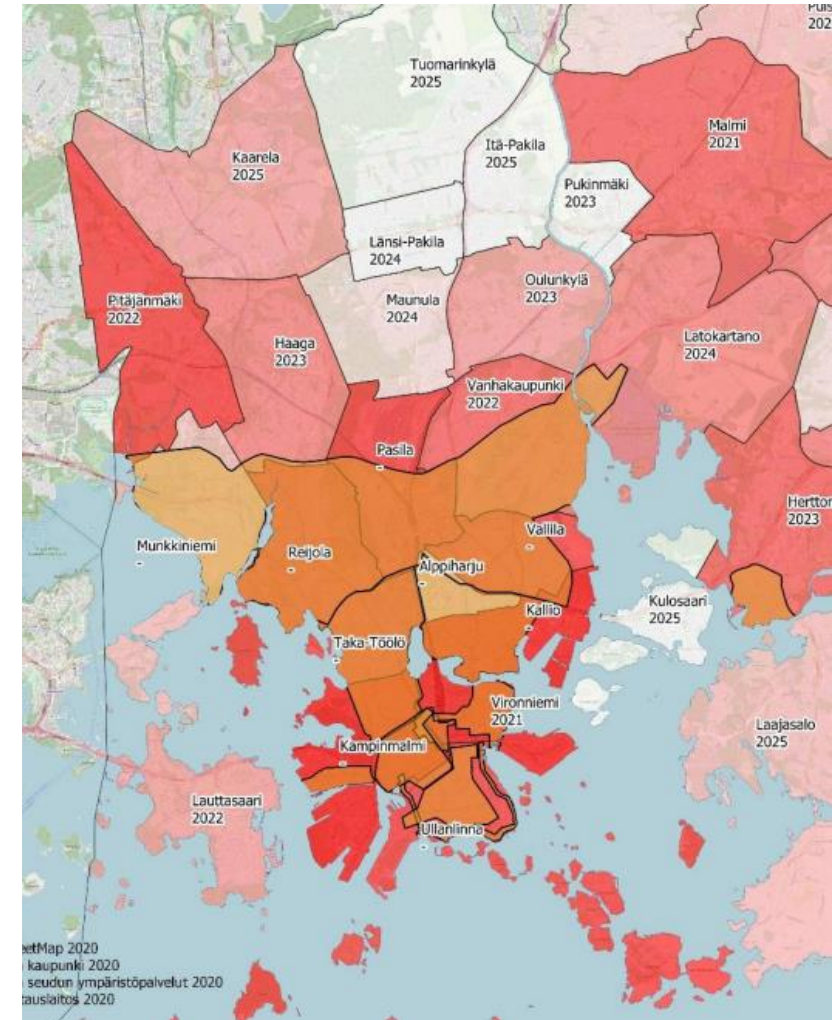 Tuomarinkylä
2025
Malmi
2021
Itä-Pakila
2025
Kaarela
2025
Pukinmäki
2023
Länsi-Pakila
2024
Oulunkylä
2023
Pitäjänmäki
2022
Maunula
2024
Haaga
2023
Latokartano
2024
Vanhakaupunki
2022
Pasila
-
Herttor
2023
Munkkiniemi
-
Reijola
-
Vallila
-
Alppiharju
-
Kallio
-
Kulosaari
2025
Taka-Töölö
-
Vironniemi
2021
Laajasalo
2025
Kampinmalmi
-
Lauttasaari
2022
Ullanlinna
-
eetMap 2020
kaupunki 2020
seudun ympäristöpalvelut 2020
tauslaitos 2020